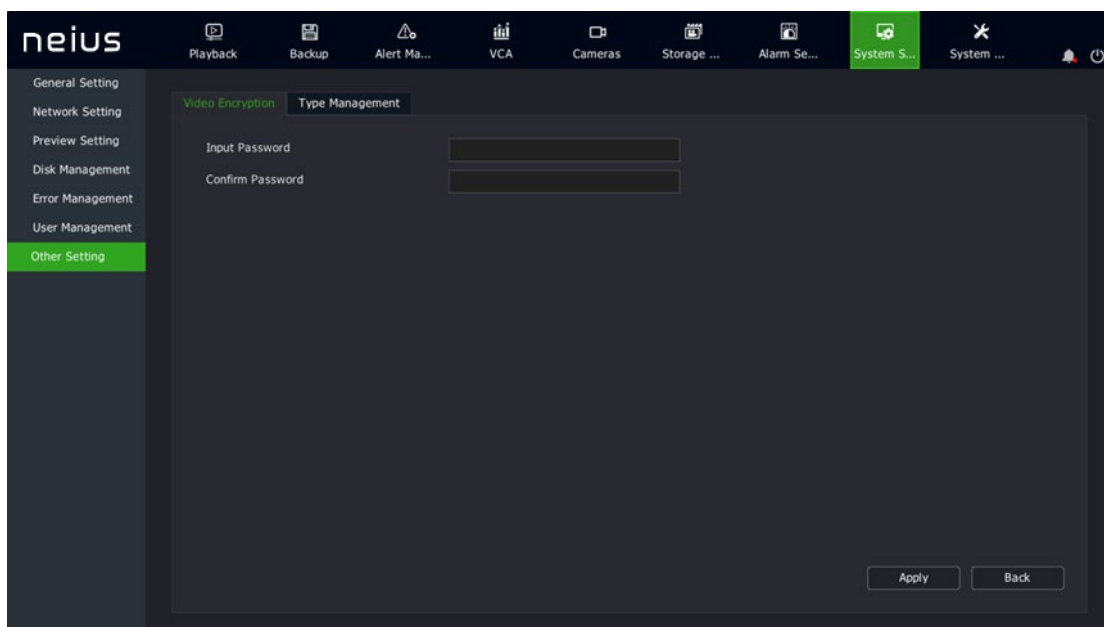 neius
Playback
Backup
Alert Ma...
VCA
Cameras
Storage ...
Alarm Se...
System S...
System ...
General Setting
Network Setting
Preview Setting
Disk Management
Error Management
User Management
Other Setting
Video Encryption
Type Management
Input Password
Confirm Password
Apply
Back